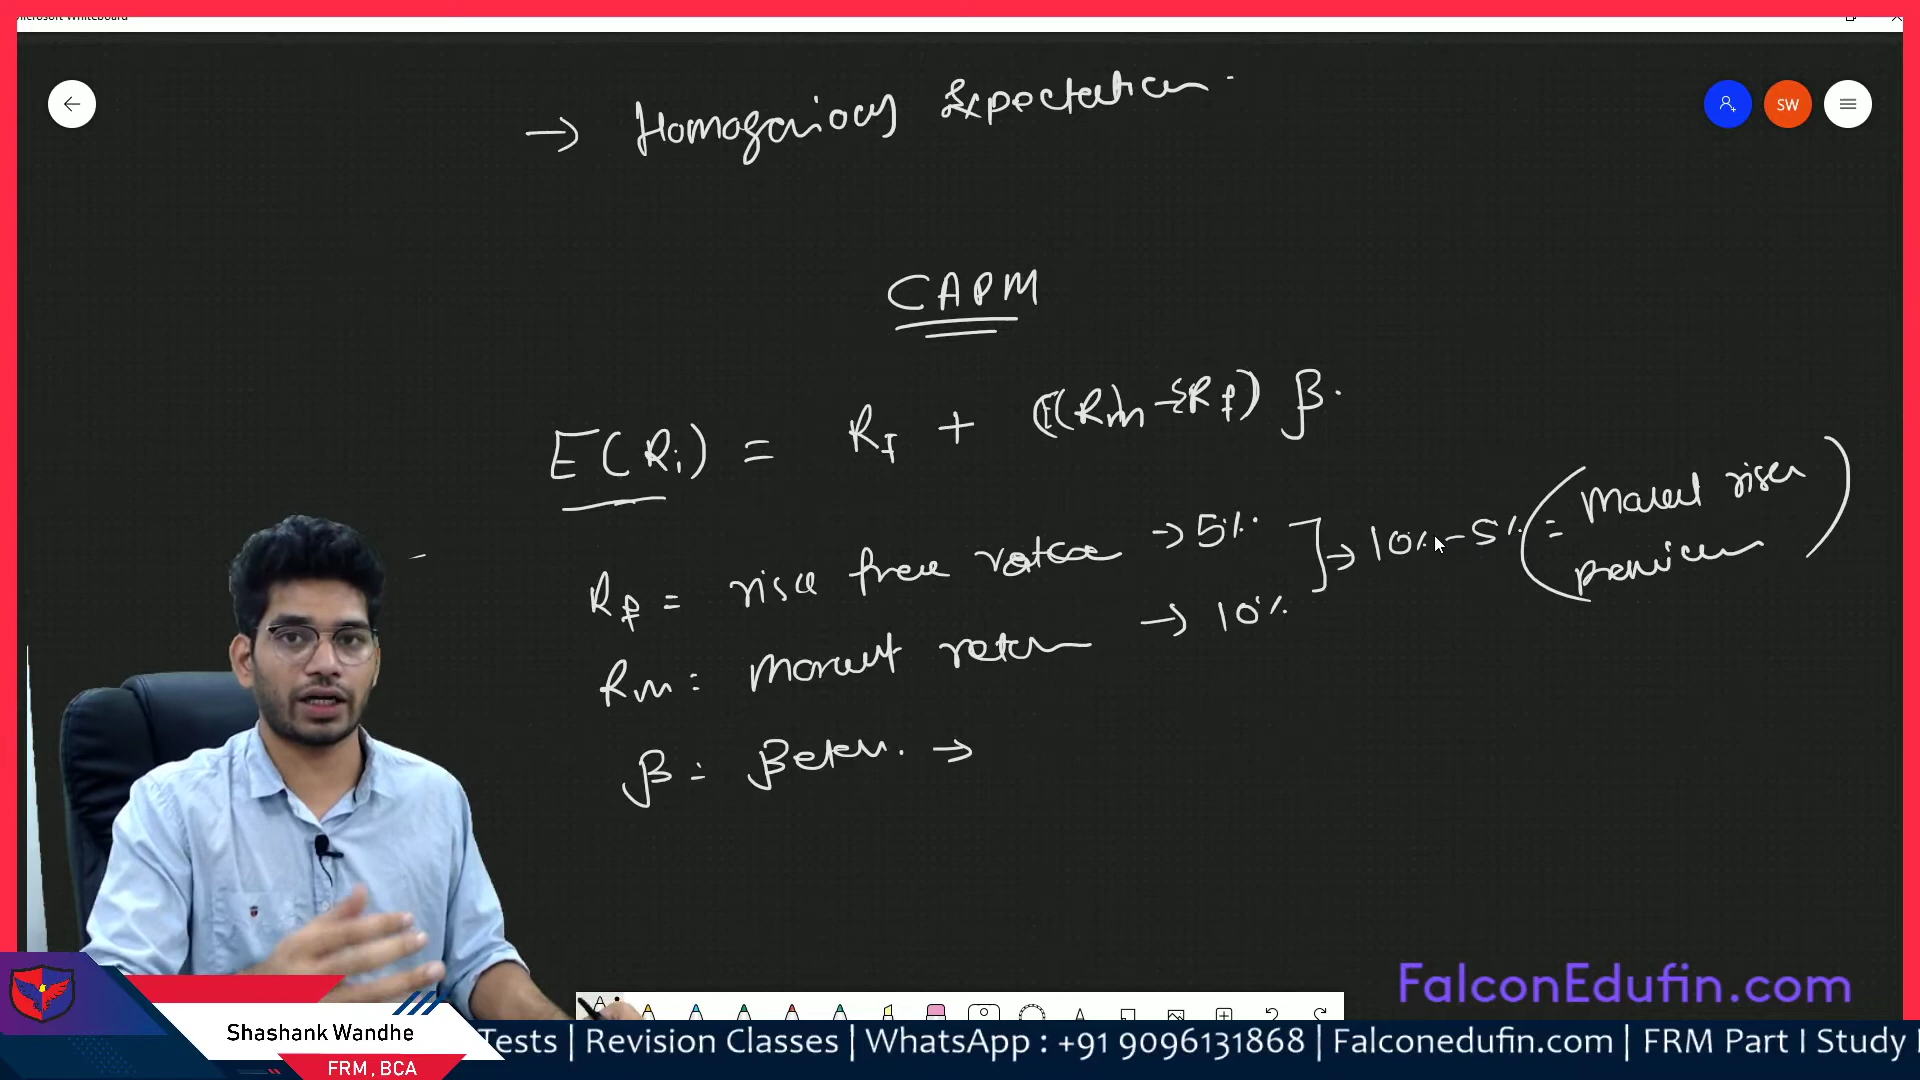 Microsoft Whiteboard
→ Homogenious Expectation
SW
CAPM
E(Ri) = Rf + (E(Rm) - Rf) β.
Rf = risk free rate → 5%
] → 10% - 5% = (Market risk premium)
Rm = Market return → 10%
β = Beta. →
FalconEdufin.com
Shashank Wandhe
FRM, BCA
Tests | Revision Classes | WhatsApp : +91 9096131868 | Falconedufin.com | FRM Part I Study